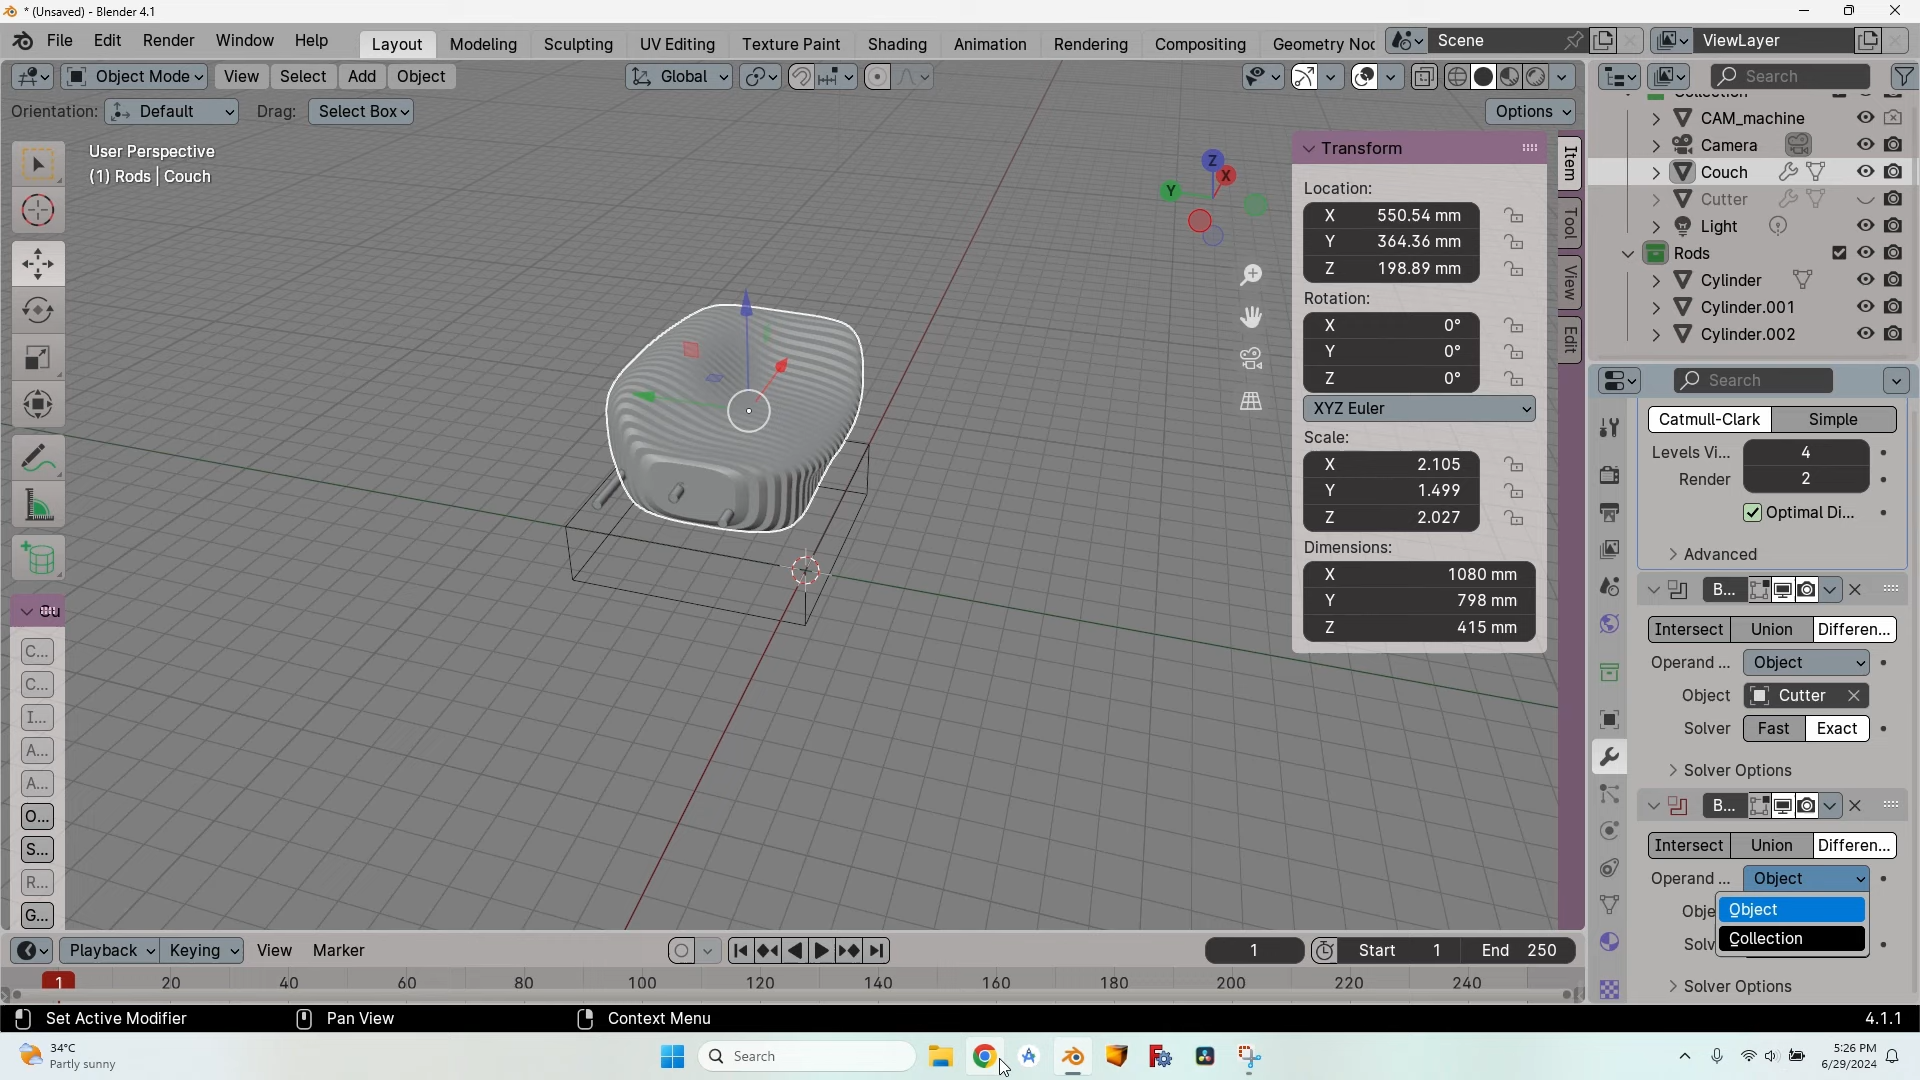 * (Unsaved) - Blender 4.1
File Edit Render Window Help
Layout Modeling Sculpting UV Editing Texture Paint Shading Animation Rendering Compositing Geometry Noc
Scene
ViewLayer
Object Mode View Select Add Object
Global
Search
Orientation: Default Drag: Select Box
Options
User Perspective
(1) Rods | Couch
Z
X
Y
Transform
Location:
X 550.54 mm
Y 364.36 mm
Z 198.89 mm
Rotation:
X 0°
Y 0°
Z 0°
XYZ Euler
Scale:
X 2.105
Y 1.499
Z 2.027
Dimensions:
X 1080 mm
Y 798 mm
Z 415 mm
Item
Tool
View
Edit
CAM_machine
Camera
Couch
Cutter
Light
Rods
Cylinder
Cylinder.001
Cylinder.002
Search
Catmull-Clark Simple
Levels Vi... 4
Render 2
Optimal Di...
Advanced
B...
Intersect Union Differen...
Operand ... Object
Object Cutter
Solver Fast Exact
Solver Options
B...
Intersect Union Differen...
Operand ... Object
Obje
Object
Solv
Collection
Solver Options
Cu
C...
C...
I...
A...
A...
O...
S...
R...
G...
Playback Keying View Marker
1
Start 1
End 250
1 20 40 60 80 100 120 140 160 180 200 220 240
Set Active Modifier
Pan View
Context Menu
4.1.1
34°C
Partly sunny
Search
5:26 PM
6/29/2024